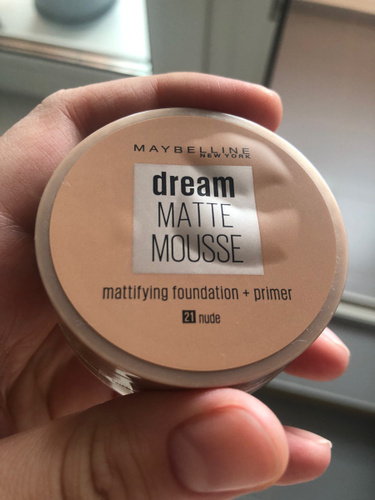 MAYBELLINE
NEW YORK
dream
MATTE
MOUSSE
mattifying foundation + primer
21 nude